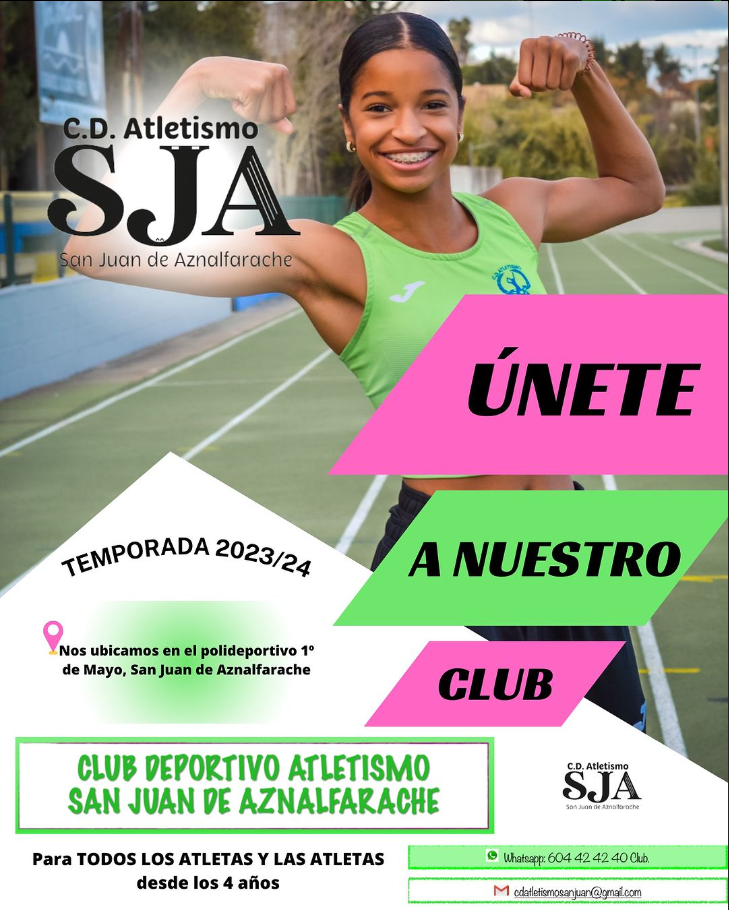 C.D. Atletismo
SJA
San Juan de Aznalfarache
C.D. ATLETISMO
ÚNETE
A NUESTRO
CLUB
TEMPORADA 2023/24
Nos ubicamos en el polideportivo 1º
de Mayo, San Juan de Aznalfarache
CLUB DEPORTIVO ATLETISMO
SAN JUAN DE AZNALFARACHE
C.D. Atletismo
SJA
San Juan de Aznalfarache
Para TODOS LOS ATLETAS Y LAS ATLETAS
desde los 4 años
Whatsapp: 604 42 42 40 Club.
cdatletismosanjuan@gmail.com